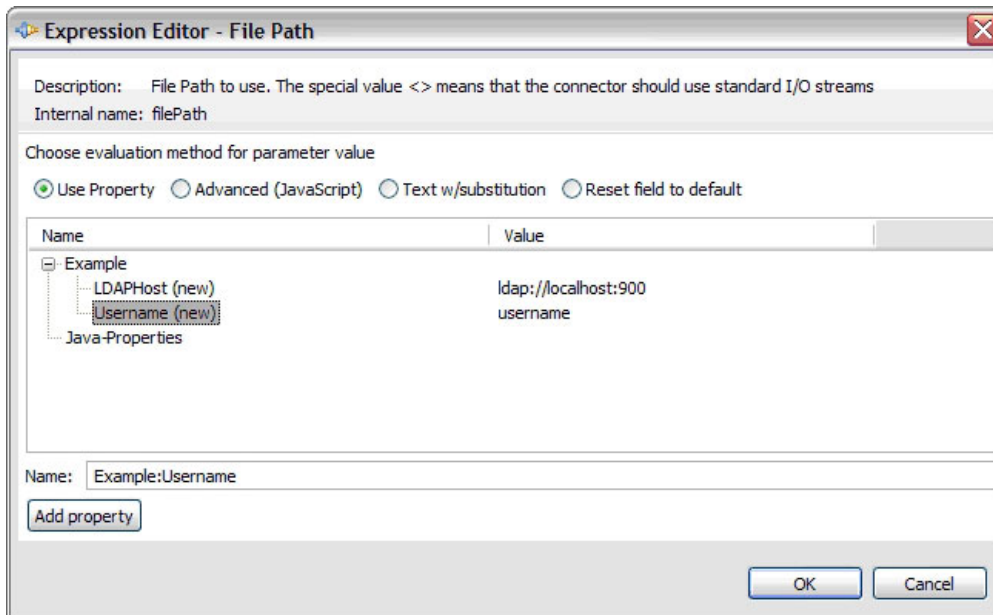 Expression Editor - File Path
Description: File Path to use. The special value <> means that the connector should use standard I/O streams
Internal name: filePath
Choose evaluation method for parameter value
Use Property Advanced (JavaScript) Text w/substitution Reset field to default
Name Value
Example
LDAPHost (new) ldap://localhost:900
Username (new) username
Java-Properties
Name: Example:Username
Add property
OK Cancel